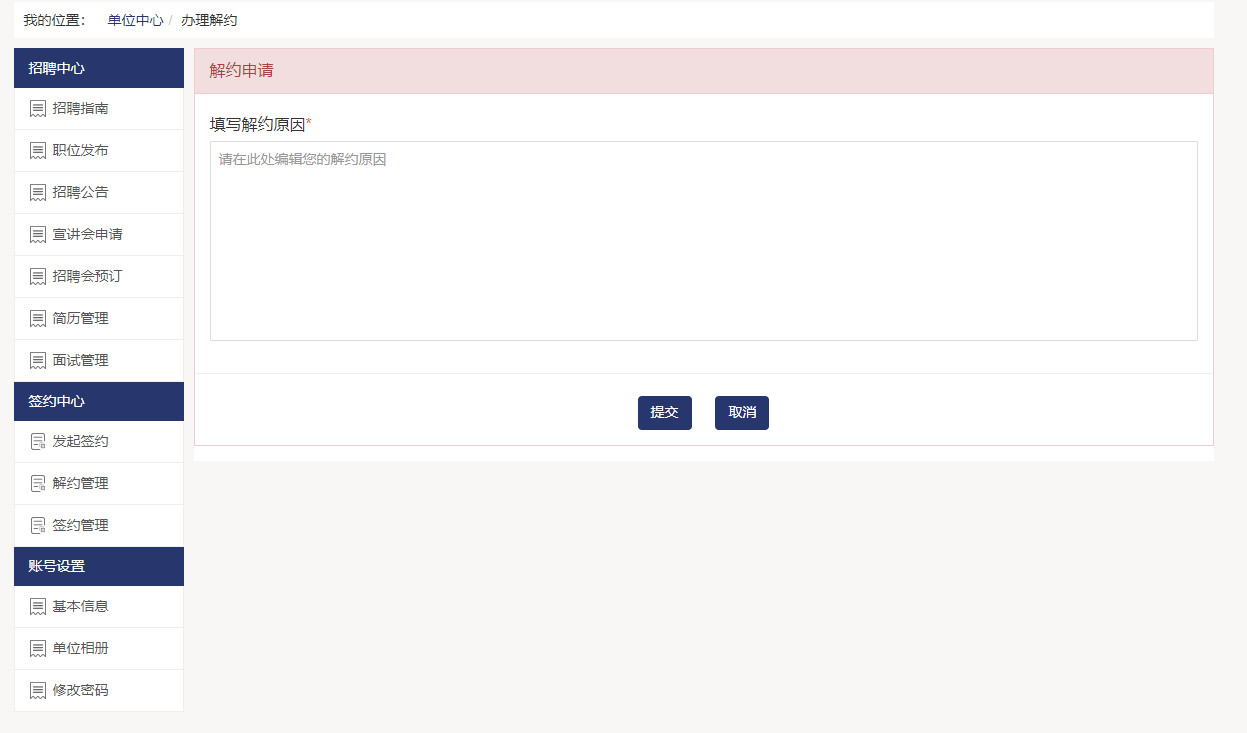 我的位置： 单位中心 / 办理解约
招聘中心
招聘指南
职位发布
招聘公告
宣讲会申请
招聘会预订
简历管理
面试管理
签约中心
发起签约
解约管理
签约管理
账号设置
基本信息
单位相册
修改密码
解约申请
填写解约原因*
请在此处编辑您的解约原因
提交 取消